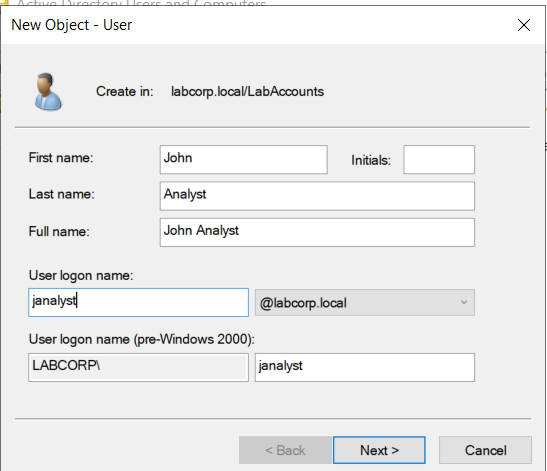 Active Directory Users and Computers
New Object - User
Create in: labcorp.local/LabAccounts
First name: John Initials:
Last name: Analyst
Full name: John Analyst
User logon name:
janalyst @labcorp.local
User logon name (pre-Windows 2000):
LABCORP\ janalyst
< Back Next > Cancel